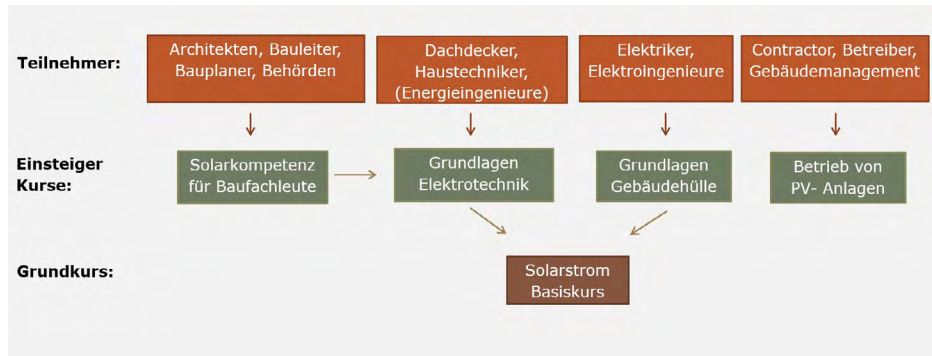 Teilnehmer:
Architekten, Bauleiter,
Bauplaner, Behörden
Dachdecker,
Haustechniker,
(Energieingenieure)
Elektriker,
Elektroingenieure
Contractor, Betreiber,
Gebäudemanagement
Einsteiger
Kurse:
Solarkompetenz
für Baufachleute
Grundlagen
Elektrotechnik
Grundlagen
Gebäudehülle
Betrieb von
PV- Anlagen
Grundkurs:
Solarstrom
Basiskurs